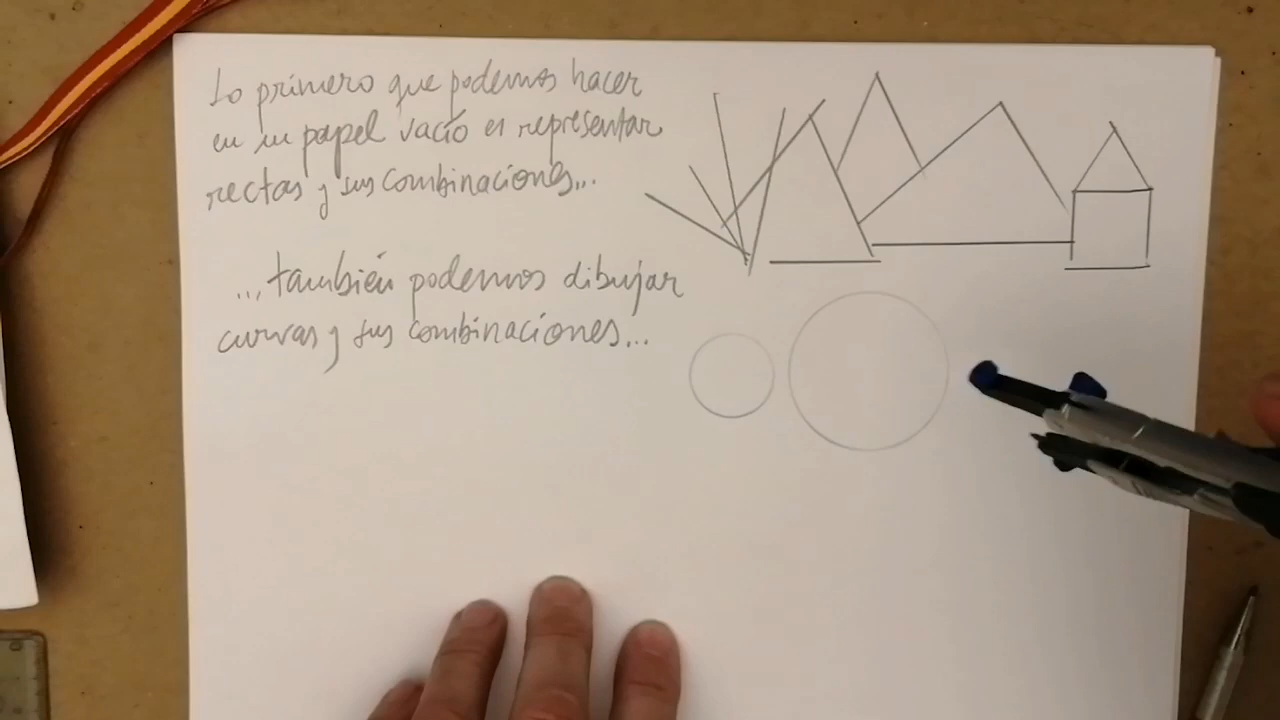 Lo primero que podemos hacer
en un papel vacío es representar
rectas y sus combinaciones...
...también podemos dibujar
curvas y sus combinaciones...